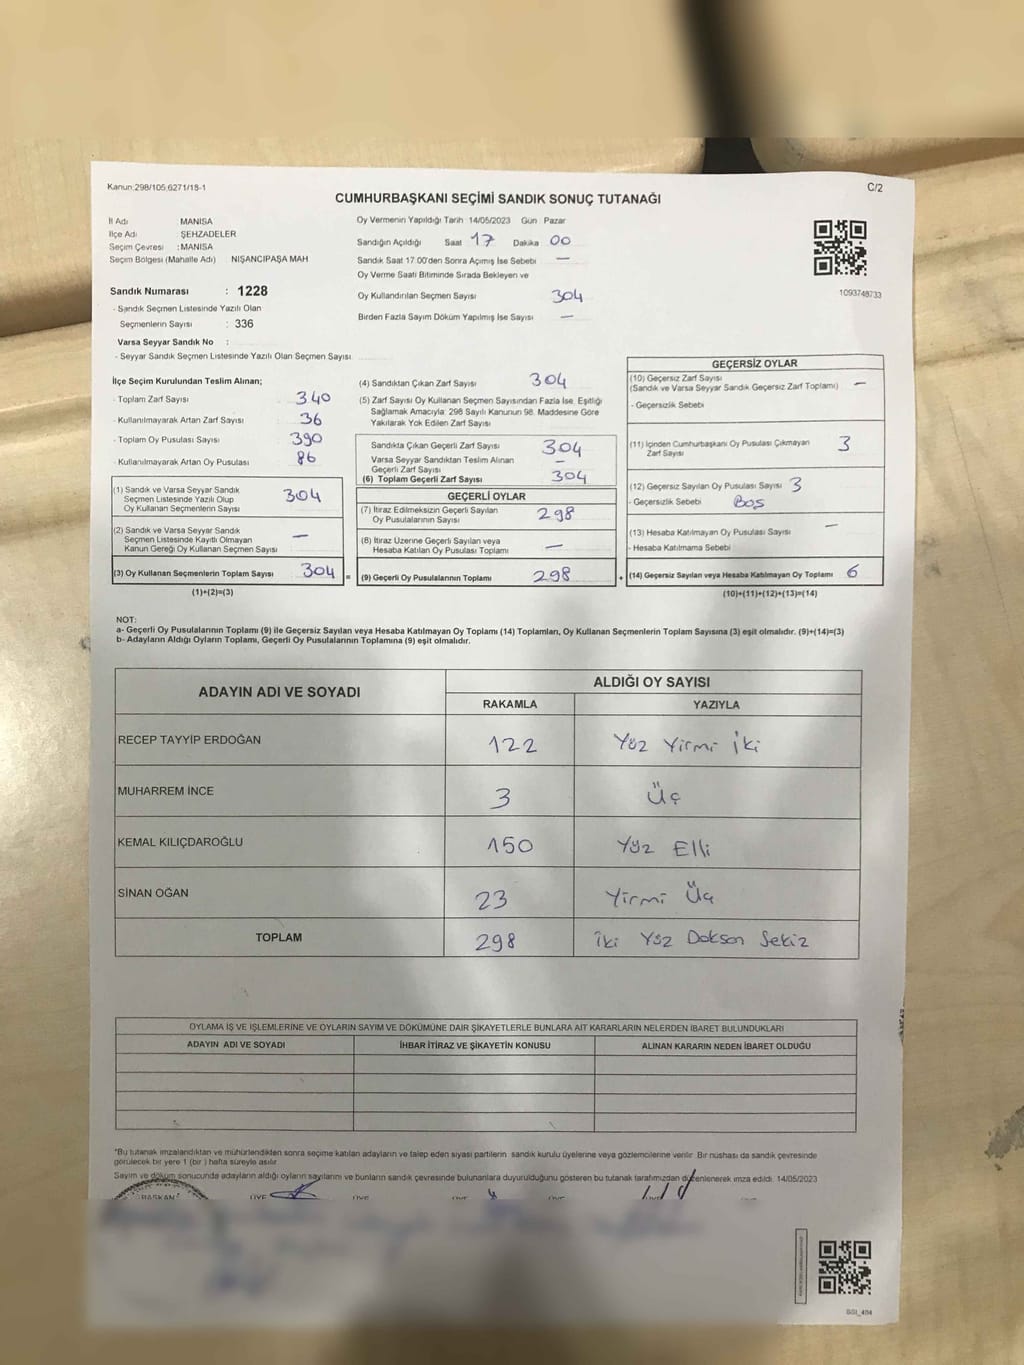 Kanun:298/105,6271/18-1
C/2
CUMHURBAŞKANI SEÇİMİ SANDIK SONUÇ TUTANAĞI
İl Adı MANİSA
İlçe Adı : ŞEHZADELER
Seçim Çevresi : MANİSA
Seçim Bölgesi (Mahalle Adı) NİŞANCIPAŞA MAH
Sandık Numarası : 1228
- Sandık Seçmen Listesinde Yazılı Olan
Seçmenlerin Sayısı : 336
Varsa Seyyar Sandık No :
- Seyyar Sandık Seçmen Listesinde Yazılı Olan Seçmen Sayısı
Oy Vermenin Yapıldığı Tarih 14/05/2023 Gün Pazar
Sandığın Açıldığı Saat 17 Dakika 00
Sandık Saat 17.00'den Sonra Açımış İse Sebebi —
Oy Verme Saati Bitiminde Sırada Bekleyen ve
Oy Kullandırılan Seçmen Sayısı 304
Birden Fazla Sayım Döküm Yapılmış İse Sayısı —
1093748733
İlçe Seçim Kurulundan Teslim Alınan;
- Toplam Zarf Sayısı 340
- Kullanılmayarak Artan Zarf Sayısı 36
- Toplam Oy Pusulası Sayısı 390
- Kullanılmayarak Artan Oy Pusulası 86
(1) Sandık ve Varsa Seyyar Sandık
Seçmen Listesinde Yazılı Olup
Oy Kullanan Seçmenlerin Sayısı 304
(2) Sandık ve Varsa Seyyar Sandık
Seçmen Listesinde Kayıtlı Olmayan
Kanun Gereği Oy Kullanan Seçmen Sayısı —
(3) Oy Kullanan Seçmenlerin Toplam Sayısı 304
(1)+(2)=(3)
(4) Sandıktan Çıkan Zarf Sayısı 304
(5) Zarf Sayısı Oy Kullanan Seçmen Sayısından Fazla İse, Eşitliği
Sağlamak Amacıyla: 298 Sayılı Kanunun 98. Maddesine Göre
Yakılarak Yok Edilen Zarf Sayısı
Sandıkta Çıkan Geçerli Zarf Sayısı 304
Varsa Seyyar Sandıktan Teslim Alınan
Geçerli Zarf Sayısı —
(6) Toplam Geçerli Zarf Sayısı 304
GEÇERLİ OYLAR
(7) İtiraz Edilmeksizin Geçerli Sayılan
Oy Pusulalarının Sayısı 298
(8) İtiraz Üzerine Geçerli Sayılan veya
Hesaba Katılan Oy Pusulası Toplamı —
= (9) Geçerli Oy Pusulalarının Toplamı 298
GEÇERSİZ OYLAR
(10) Geçersiz Zarf Sayısı
(Sandık ve Varsa Seyyar Sandık Geçersiz Zarf Toplamı) —
- Geçersizlik Sebebi
(11) İçinden Cumhurbaşkanı Oy Pusulası Çıkmayan
Zarf Sayısı 3
(12) Geçersiz Sayılan Oy Pusulası Sayısı 3
- Geçersizlik Sebebi Boş
(13) Hesaba Katılmayan Oy Pusulası Sayısı —
- Hesaba Katılmama Sebebi
+ (14) Geçersiz Sayılan veya Hesaba Katılmayan Oy Toplamı 6
(10)+(11)+(12)+(13)=(14)
NOT:
a- Geçerli Oy Pusulalarının Toplamı (9) ile Geçersiz Sayılan veya Hesaba Katılmayan Oy Toplamı (14) Toplamları, Oy Kullanan Seçmenlerin Toplam Sayısına (3) eşit olmalıdır. (9)+(14)=(3)
b- Adayların Aldığı Oyların Toplamı, Geçerli Oy Pusulalarının Toplamına (9) eşit olmalıdır.
ADAYIN ADI VE SOYADI
ALDIĞI OY SAYISI
RAKAMLA YAZIYLA
RECEP TAYYİP ERDOĞAN 122 Yüz Yirmi İki
MUHARREM İNCE 3 Üç
KEMAL KILIÇDAROĞLU 150 Yüz Elli
SİNAN OĞAN 23 Yirmi Üç
TOPLAM 298 İki Yüz Doksan Sekiz
OYLAMA İŞ VE İŞLEMLERİNE VE OYLARIN SAYIM VE DÖKÜMÜNE DAİR ŞİKAYETLERLE BUNLARA AİT KARARLARIN NELERDEN İBARET BULUNDUKLARI
ADAYIN ADI VE SOYADI İHBAR İTİRAZ VE ŞİKAYETİN KONUSU ALINAN KARARIN NEDEN İBARET OLDUĞU
*Bu tutanak imzalandıktan ve mühürlendikten sonra seçime katılan adayların ve talep eden siyasi partilerin sandık kurulu üyelerine veya gözlemcilerine verilir. Bir nüshası da sandık çevresinde
görülecek bir yere 1 (bir ) hafta süreyle asılır.
Sayım ve döküm sonucunda adayların aldığı oyların sayılarını ve bunların sandık çevresinde bulunanlara duyurulduğunu gösteren bu tutanak tarafımızdan düzenlenerek imza edildi. 14/05/2023
BAŞKAN